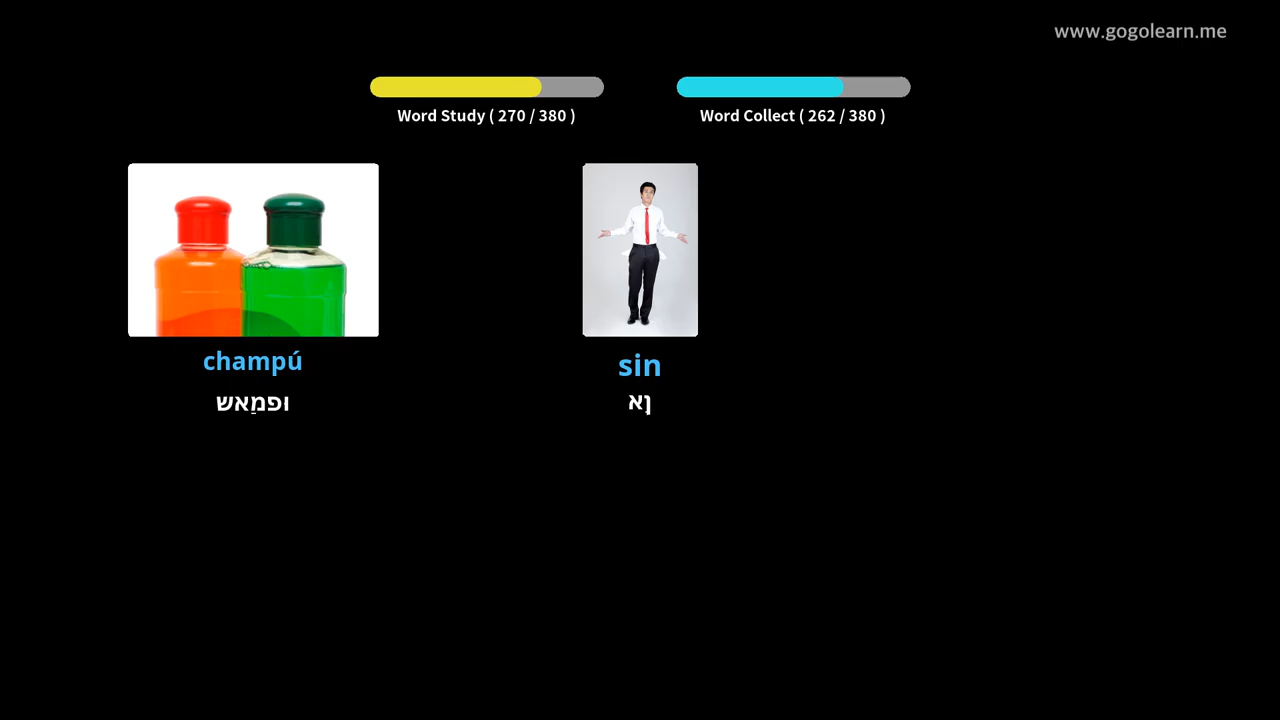 www.gogolearn.me
Word Study ( 270 / 380 )
Word Collect ( 262 / 380 )
champú
sin
ופמַאש
ןָא